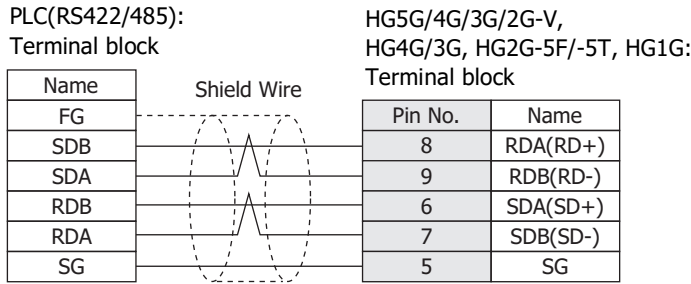 PLC(RS422/485):
Terminal block
HG5G/4G/3G/2G-V,
HG4G/3G, HG2G-5F/-5T, HG1G:
Terminal block
Name
Shield Wire
Pin No. Name
FG
SDB 8 RDA(RD+)
SDA 9 RDB(RD-)
RDB 6 SDA(SD+)
RDA 7 SDB(SD-)
SG 5 SG